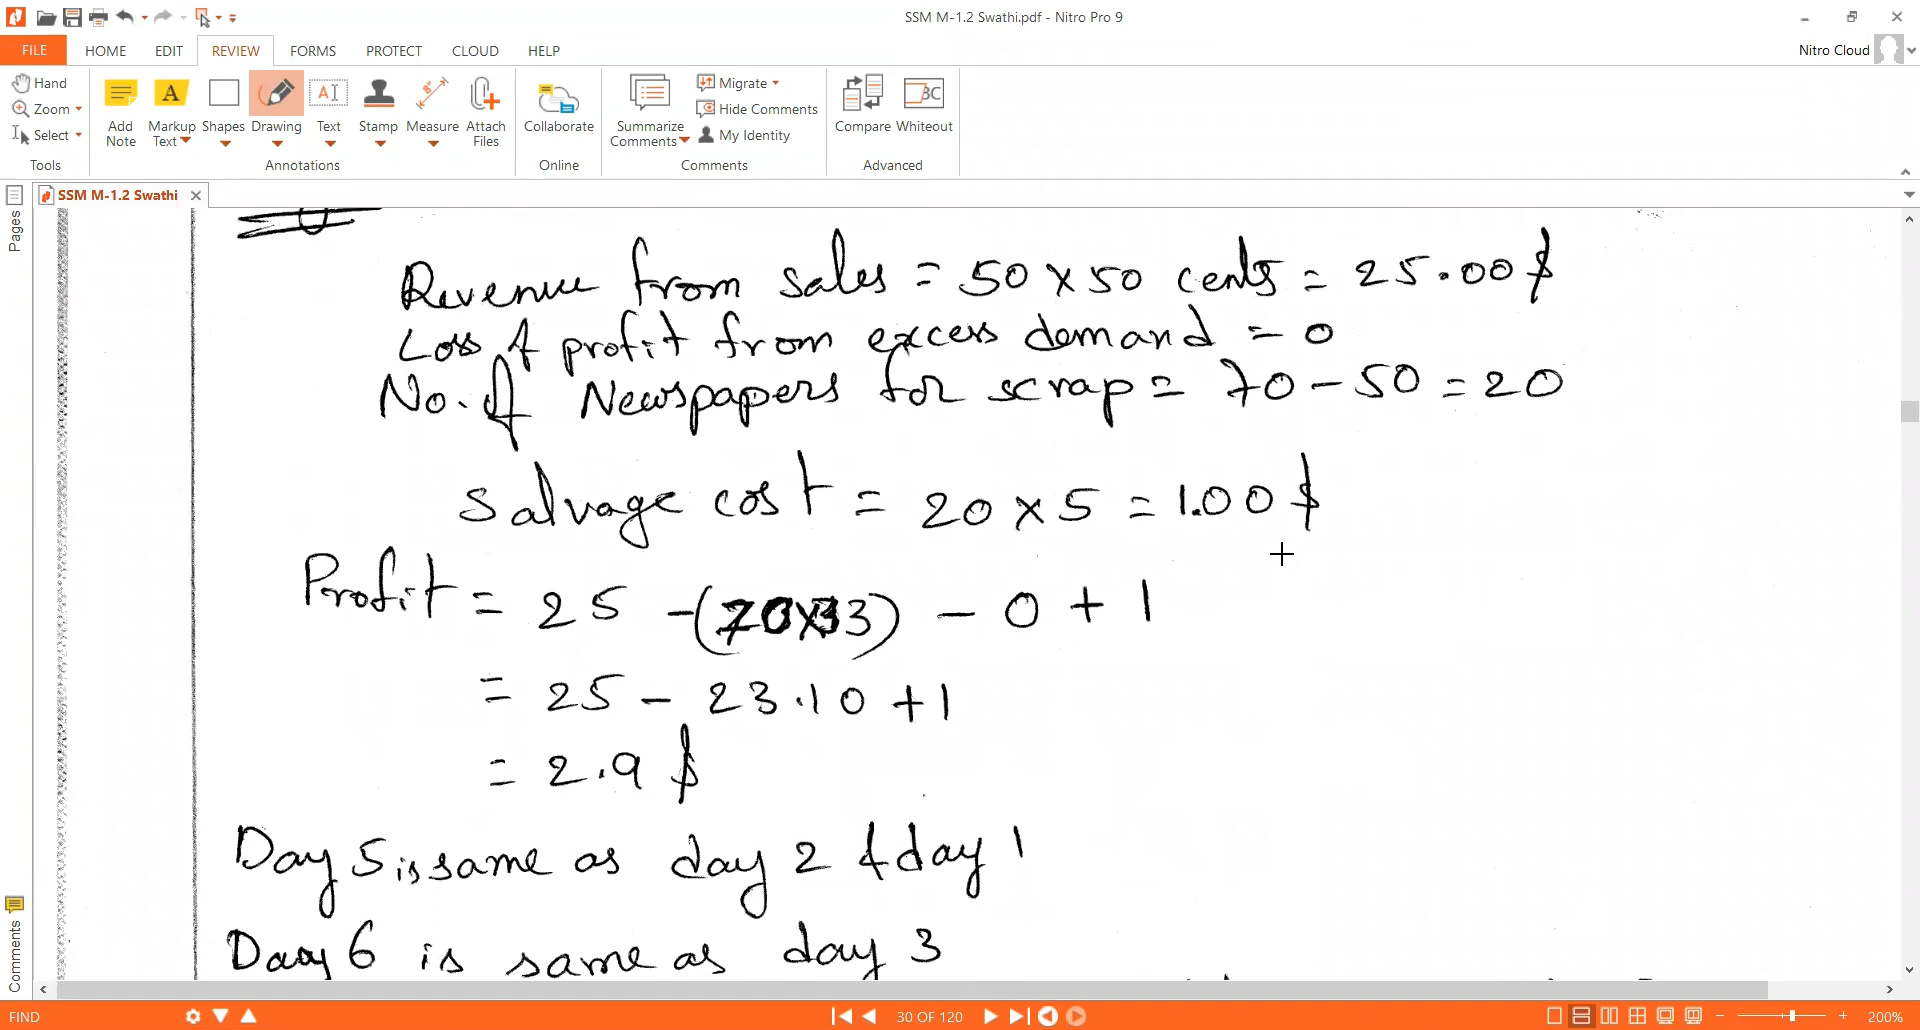 SSM M-1.2 Swathi.pdf - Nitro Pro 9
FILE HOME EDIT REVIEW FORMS PROTECT CLOUD HELP
Nitro Cloud
Hand
Zoom
Select
Tools
Add Note
Markup Text
Shapes
Drawing
Text
Stamp
Measure
Attach Files
Annotations
Collaborate
Online
Summarize Comments
Migrate
Hide Comments
My Identity
Comments
Compare
Whiteout
Advanced
SSM M-1.2 Swathi
Pages
Revenue from sales = 50 x 50 cents = 25.00 $
Loss of profit from excess demand = 0
No. of Newspapers for scrap = 70 - 50 = 20
Salvage cost = 20 x 5 = 1.00 $
Profit = 25 - (70x33) - 0 + 1
= 25 - 23.10 + 1
= 2.9 $
Day 5 is same as day 2 & day 1
Day 6 is same as day 3
Comments
FIND
30 OF 120
200%